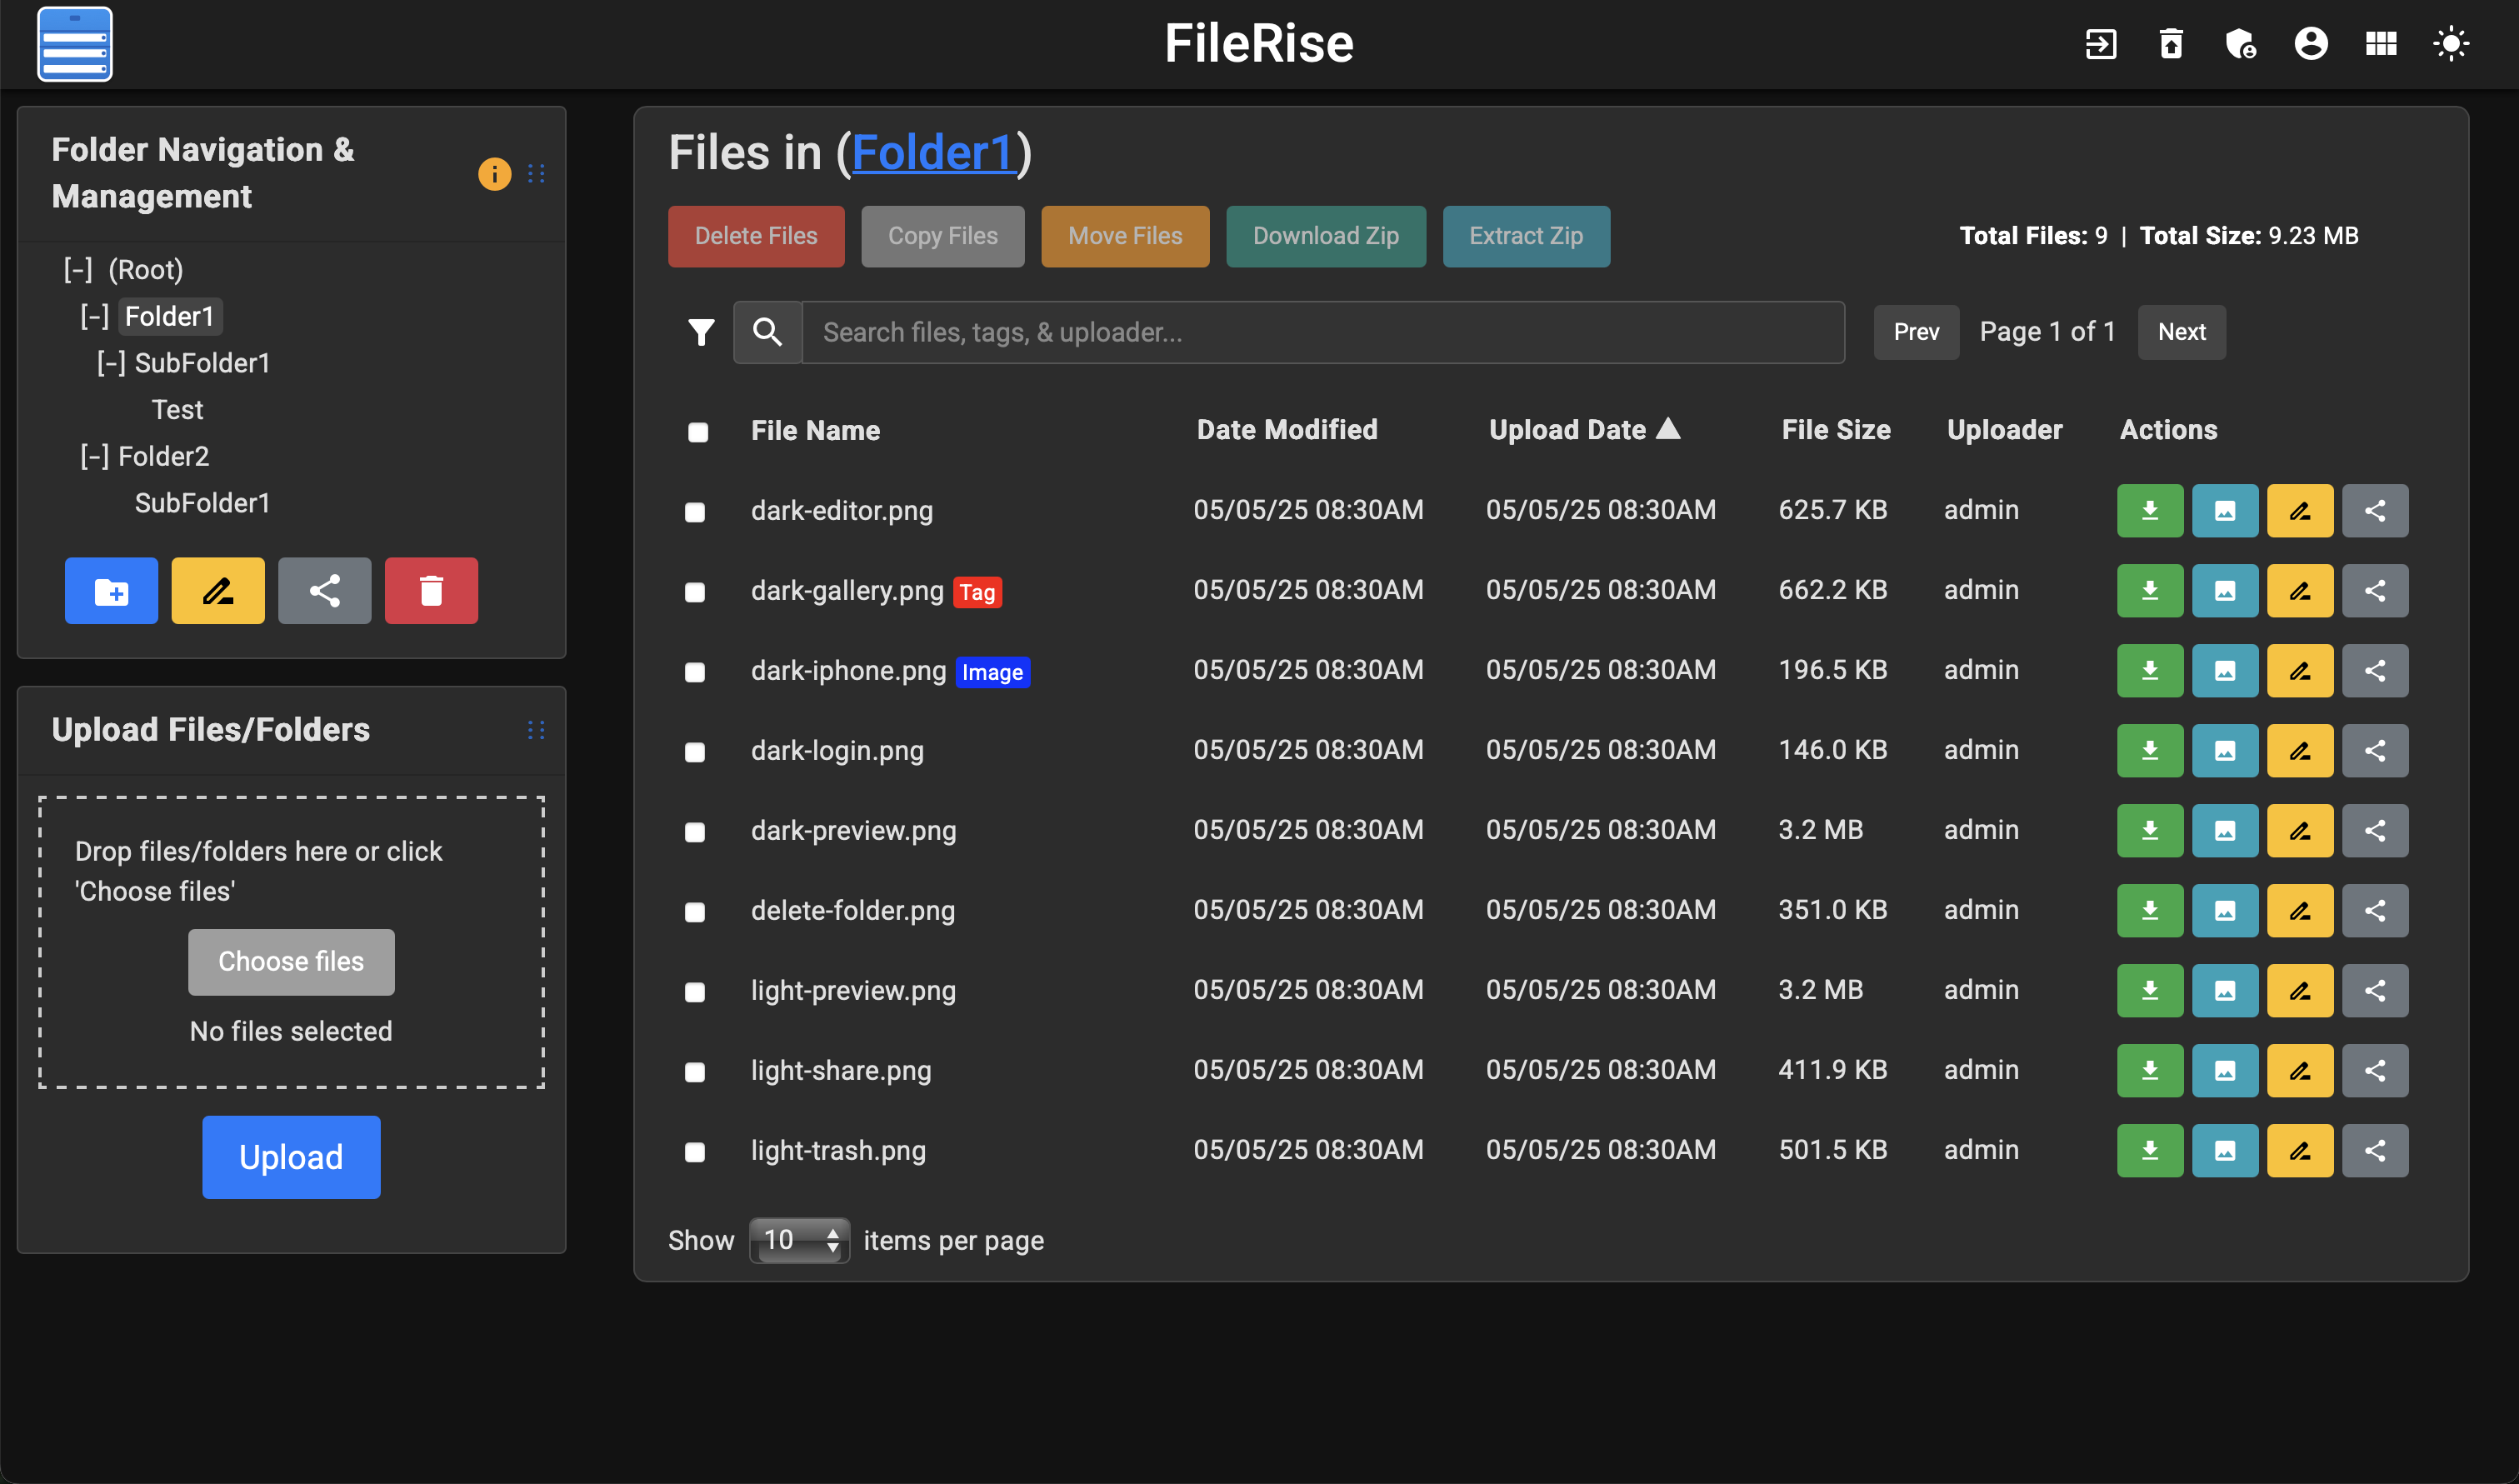 FileRise
Folder Navigation &
Management
[-] (Root)
[-] Folder1
[-] SubFolder1
Test
[-] Folder2
SubFolder1
Upload Files/Folders
Drop files/folders here or click
'Choose files'
Choose files
No files selected
Upload
Files in (Folder1)
Delete Files Copy Files Move Files Download Zip Extract Zip
Total Files: 9 | Total Size: 9.23 MB
Search files, tags, & uploader...
Prev Page 1 of 1 Next
File Name Date Modified Upload Date ▲ File Size Uploader Actions
dark-editor.png 05/05/25 08:30AM 05/05/25 08:30AM 625.7 KB admin
dark-gallery.png Tag 05/05/25 08:30AM 05/05/25 08:30AM 662.2 KB admin
dark-iphone.png Image 05/05/25 08:30AM 05/05/25 08:30AM 196.5 KB admin
dark-login.png 05/05/25 08:30AM 05/05/25 08:30AM 146.0 KB admin
dark-preview.png 05/05/25 08:30AM 05/05/25 08:30AM 3.2 MB admin
delete-folder.png 05/05/25 08:30AM 05/05/25 08:30AM 351.0 KB admin
light-preview.png 05/05/25 08:30AM 05/05/25 08:30AM 3.2 MB admin
light-share.png 05/05/25 08:30AM 05/05/25 08:30AM 411.9 KB admin
light-trash.png 05/05/25 08:30AM 05/05/25 08:30AM 501.5 KB admin
Show 10 items per page